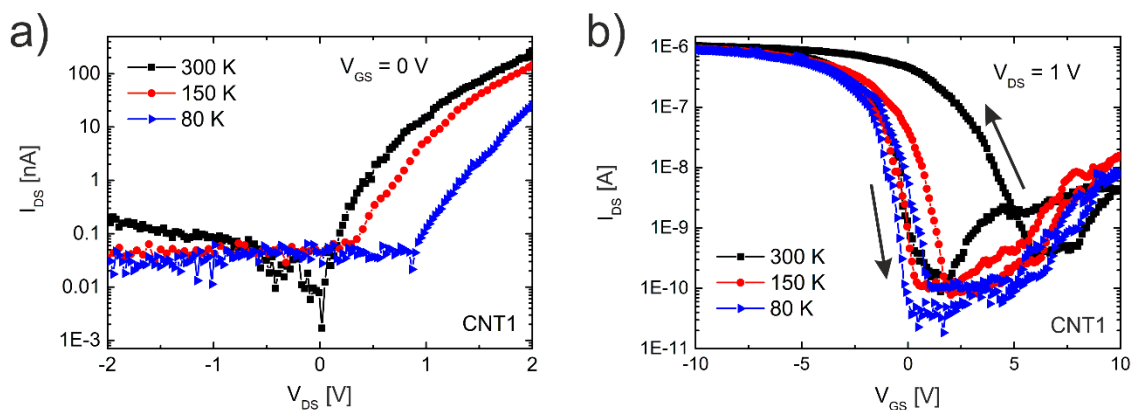 a)
V_GS = 0 V
300 K
150 K
80 K
100
10
1
0.1
0.01
1E-3
I_DS [nA]
CNT1
-2
-1
0
1
2
V_DS [V]
b)
V_DS = 1 V
1E-6
1E-7
1E-8
1E-9
1E-10
1E-11
I_DS [A]
300 K
150 K
80 K
CNT1
-10
-5
0
5
10
V_GS [V]